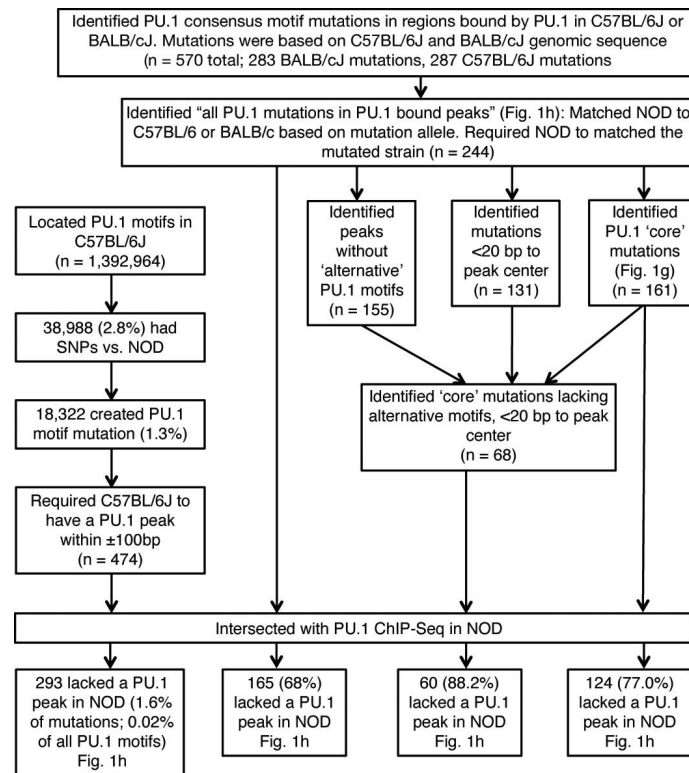 Identified PU.1 consensus motif mutations in regions bound by PU.1 in C57BL/6J or
BALB/cJ. Mutations were based on C57BL/6J and BALB/cJ genomic sequence
(n = 570 total; 283 BALB/cJ mutations, 287 C57BL/6J mutations
Identified “all PU.1 mutations in PU.1 bound peaks” (Fig. 1h): Matched NOD to
C57BL/6 or BALB/c based on mutation allele. Required NOD to matched the
mutated strain (n = 244)
Located PU.1 motifs in
C57BL/6J
(n = 1,392,964)
38,988 (2.8%) had
SNPs vs. NOD
18,322 created PU.1
motif mutation (1.3%)
Required C57BL/6J to
have a PU.1 peak
within ±100bp
(n = 474)
Identified
peaks
without
‘alternative’
PU.1 motifs
(n = 155)
Identified
mutations
<20 bp to
peak center
(n = 131)
Identified
PU.1 ‘core’
mutations
(Fig. 1g)
(n = 161)
Identified ‘core’ mutations lacking
alternative motifs, <20 bp to peak
center
(n = 68)
Intersected with PU.1 ChIP-Seq in NOD
293 lacked a PU.1
peak in NOD (1.6%
of mutations; 0.02%
of all PU.1 motifs)
Fig. 1h
165 (68%)
lacked a PU.1
peak in NOD
Fig. 1h
60 (88.2%)
lacked a PU.1
peak in NOD
Fig. 1h
124 (77.0%)
lacked a PU.1
peak in NOD
Fig. 1h